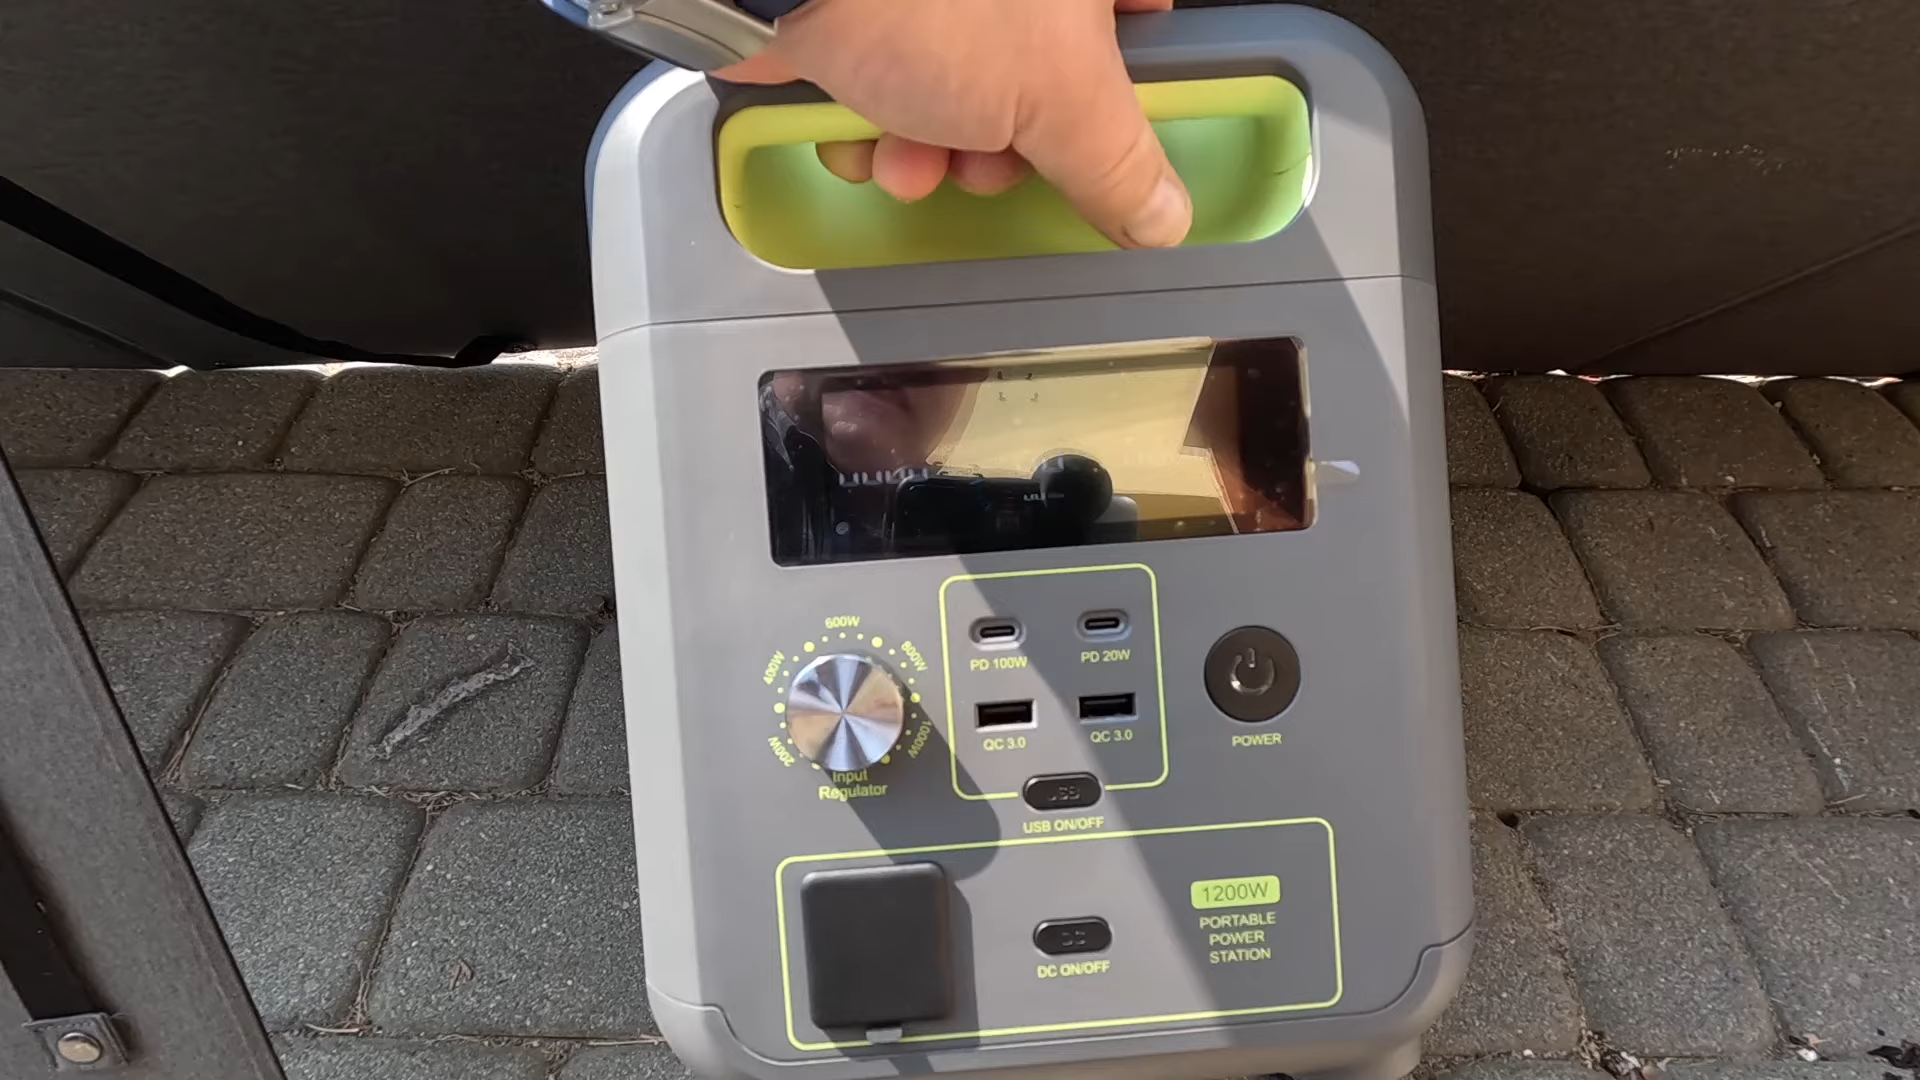 600W
400W
800W
200W
1000W
Input
Regulator
PD 100W
PD 20W
QC 3.0
QC 3.0
USB
USB ON/OFF
POWER
DC ON/OFF
1200W
PORTABLE
POWER
STATION